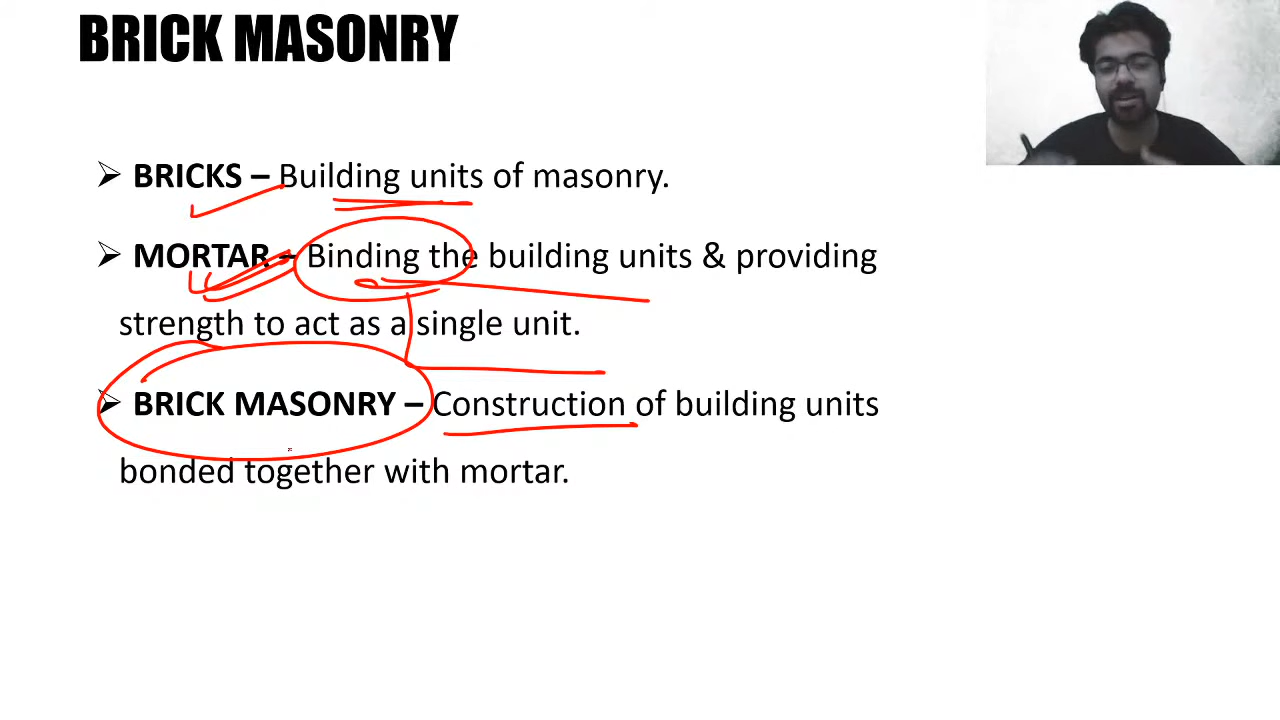 BRICK MASONRY
➢ BRICKS – Building units of masonry.
➢ MORTAR – Binding the building units & providing
strength to act as a single unit.
➢ BRICK MASONRY – Construction of building units
bonded together with mortar.